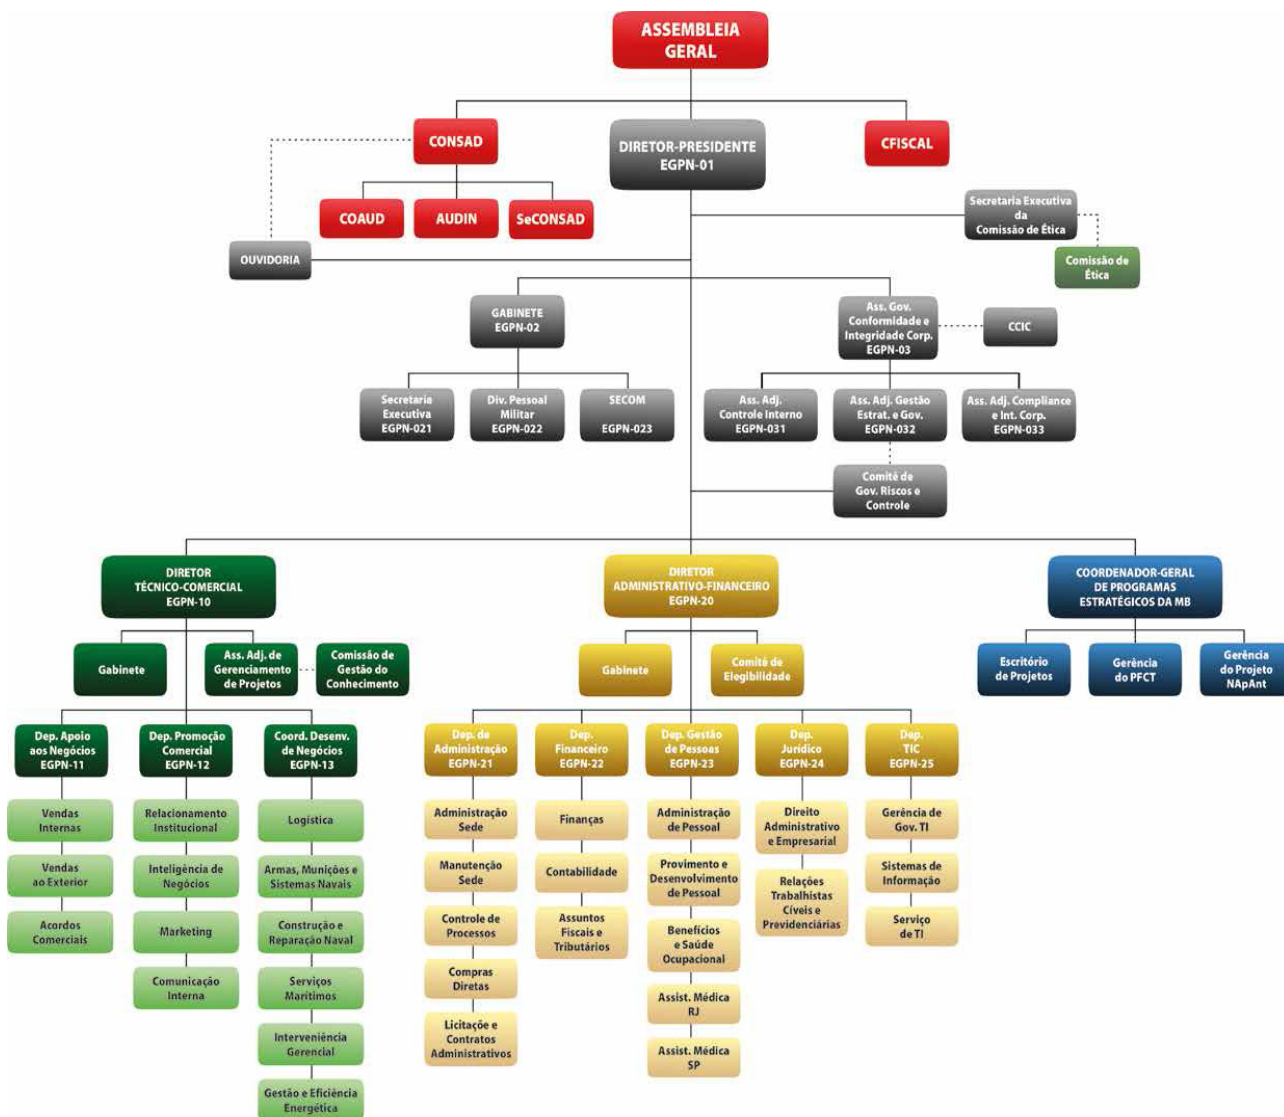 ASSEMBLEIA
GERAL
CONSAD
DIRETOR-PRESIDENTE
EGPN-01
CFISCAL
COAUD
AUDIN
SeCONSAD
Secretaria Executiva
da
Comissão de Ética
OUVIDORIA
Comissão de
Ética
GABINETE
EGPN-02
Ass. Gov.
Conformidade e
Integridade Corp.
EGPN-03
CCIC
Secretaria
Executiva
EGPN-021
Div. Pessoal
Militar
EGPN-022
SECOM
EGPN-023
Ass. Adj.
Controle Interno
EGPN-031
Ass. Adj. Gestão
Estrat. e Gov.
EGPN-032
Ass. Adj. Compliance
e Int. Corp.
EGPN-033
Comitê de
Gov. Riscos e
Controle
DIRETOR
TÉCNICO-COMERCIAL
EGPN-10
DIRETOR
ADMINISTRATIVO-FINANCEIRO
EGPN-20
COORDENADOR-GERAL
DE PROGRAMAS
ESTRATÉGICOS DA MB
Gabinete
Ass. Adj. de
Gerenciamento
de Projetos
Comissão de
Gestão do
Conhecimento
Gabinete
Comitê de
Elegibilidade
Escritório
de Projetos
Gerência
do PFCT
Gerência
do Projeto
NApAnt
Dep. Apoio
aos Negócios
EGPN-11
Dep. Promoção
Comercial
EGPN-12
Coord. Desenv.
de Negócios
EGPN-13
Dep. de
Administração
EGPN-21
Dep.
Financeiro
EGPN-22
Dep. Gestão
de Pessoas
EGPN-23
Dep.
Jurídico
EGPN-24
Dep.
TIC
EGPN-25
Vendas
Internas
Vendas
ao Exterior
Acordos
Comerciais
Relacionamento
Institucional
Inteligência de
Negócios
Marketing
Comunicação
Interna
Logística
Armas, Munições e
Sistemas Navais
Construção e
Reparação Naval
Serviços
Marítimos
Interveniência
Gerencial
Gestão e Eficiência
Energética
Administração
Sede
Manutenção
Sede
Controle de
Processos
Compras
Diretas
Licitaçõe e
Contratos
Administrativos
Finanças
Contabilidade
Assuntos
Fiscais e
Tributários
Administração
de Pessoal
Provimento e
Desenvolvimento
de Pessoal
Benefícios
e Saúde
Ocupacional
Assist. Médica
RJ
Assist. Médica
SP
Direito
Administrativo
e Empresarial
Relações
Trabalhistas
Cíveis e
Previdenciárias
Gerência de
Gov. TI
Sistemas de
Informação
Serviço
de TI